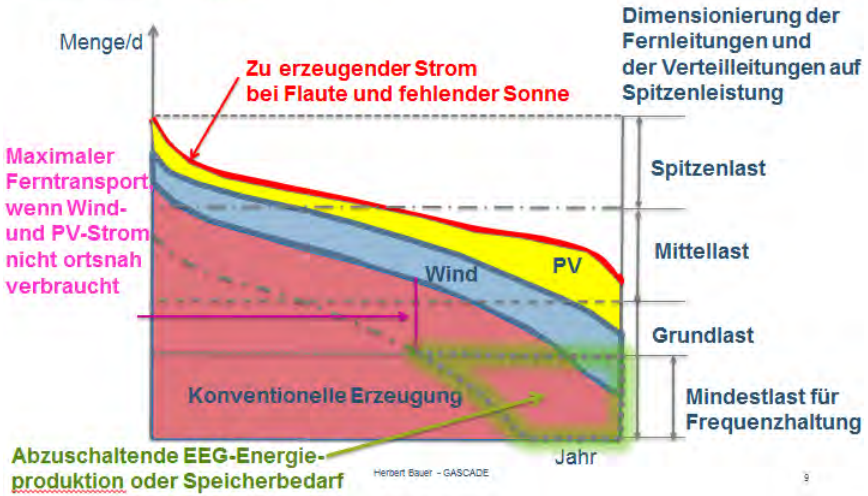 Menge/d
Zu erzeugender Strom
bei Flaute und fehlender Sonne
Dimensionierung der
Fernleitungen und
der Verteilleitungen auf
Spitzenleistung
Maximaler
Ferntransport,
wenn Wind-
und PV-Strom
nicht ortsnah
verbraucht
Spitzenlast
Mittellast
Grundlast
Mindestlast für
Frequenzhaltung
Wind
PV
Konventionelle Erzeugung
Abzuschaltende EEG-Energie-
produktion oder Speicherbedarf
Herbert Bauer - GASCADE
Jahr
9